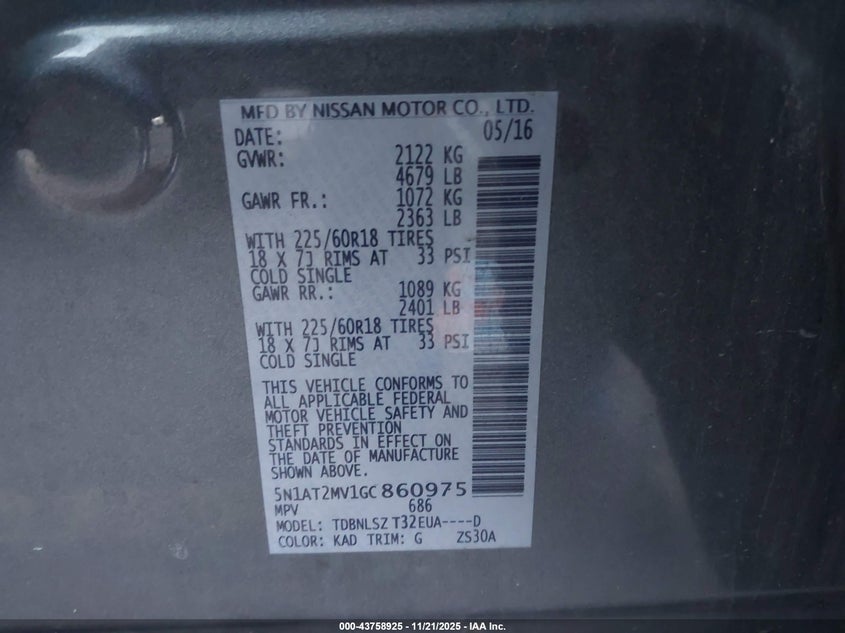 MFD BY NISSAN MOTOR CO., LTD.
DATE: 05/16
GVWR: 2122 KG
4679 LB
GAWR FR.: 1072 KG
2363 LB
WITH 225/60R18 TIRES
18 X 7J RIMS AT 33 PSI
COLD SINGLE
GAWR RR.: 1089 KG
2401 LB
WITH 225/60R18 TIRES
18 X 7J RIMS AT 33 PSI
COLD SINGLE
THIS VEHICLE CONFORMS TO
ALL APPLICABLE FEDERAL
MOTOR VEHICLE SAFETY AND
THEFT PREVENTION
STANDARDS IN EFFECT ON
THE DATE OF MANUFACTURE
SHOWN ABOVE.
5N1AT2MV1GC860975
MPV 686
MODEL: TDBNLSZ T32EUA----D
COLOR: KAD TRIM: G ZS30A
000-43758925 - 11/21/2025 - IAA Inc.